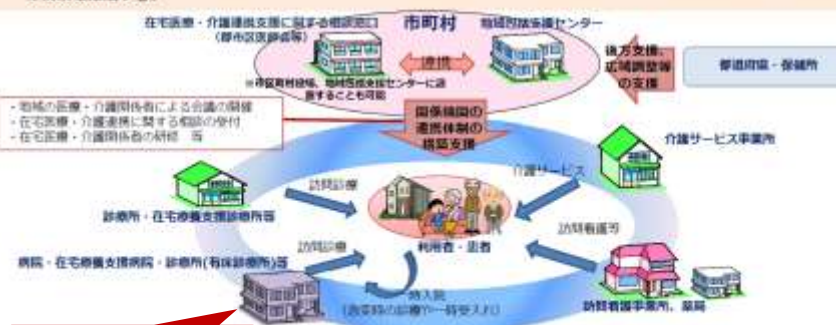 在宅医療・介護連携支援に関する相談窓口
(郡市区医師会等)
市町村
地域包括支援センター
連携
※市区町村役場、地域包括支援センターに設
置することも可能
後方支援、
広域調整等
の支援
都道府県・保健所
・地域の医療・介護関係者による会議の開催
・在宅医療・介護連携に関する相談の受付
・在宅医療・介護関係者の研修 等
関係機関の
連携体制の
構築支援
介護サービス事業所
訪問診療
介護サービス
診療所・在宅療養支援診療所等
利用者・患者
訪問診療
訪問看護等
病院・在宅療養支援病院・診療所(有床診療所)等
一時入院
(急変時の診療や一時受入れ)
訪問看護事業所、薬局